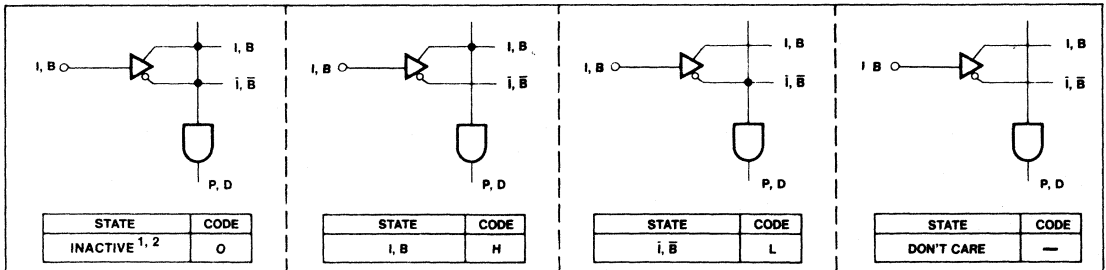 I, B
I, B
Ī, B̅
P, D
STATE CODE
INACTIVE 1, 2 O
I, B
I, B
Ī, B̅
P, D
STATE CODE
I, B H
I, B
I, B
Ī, B̅
P, D
STATE CODE
Ī, B̅ L
I, B
I, B
Ī, B̅
P, D
STATE CODE
DON'T CARE —